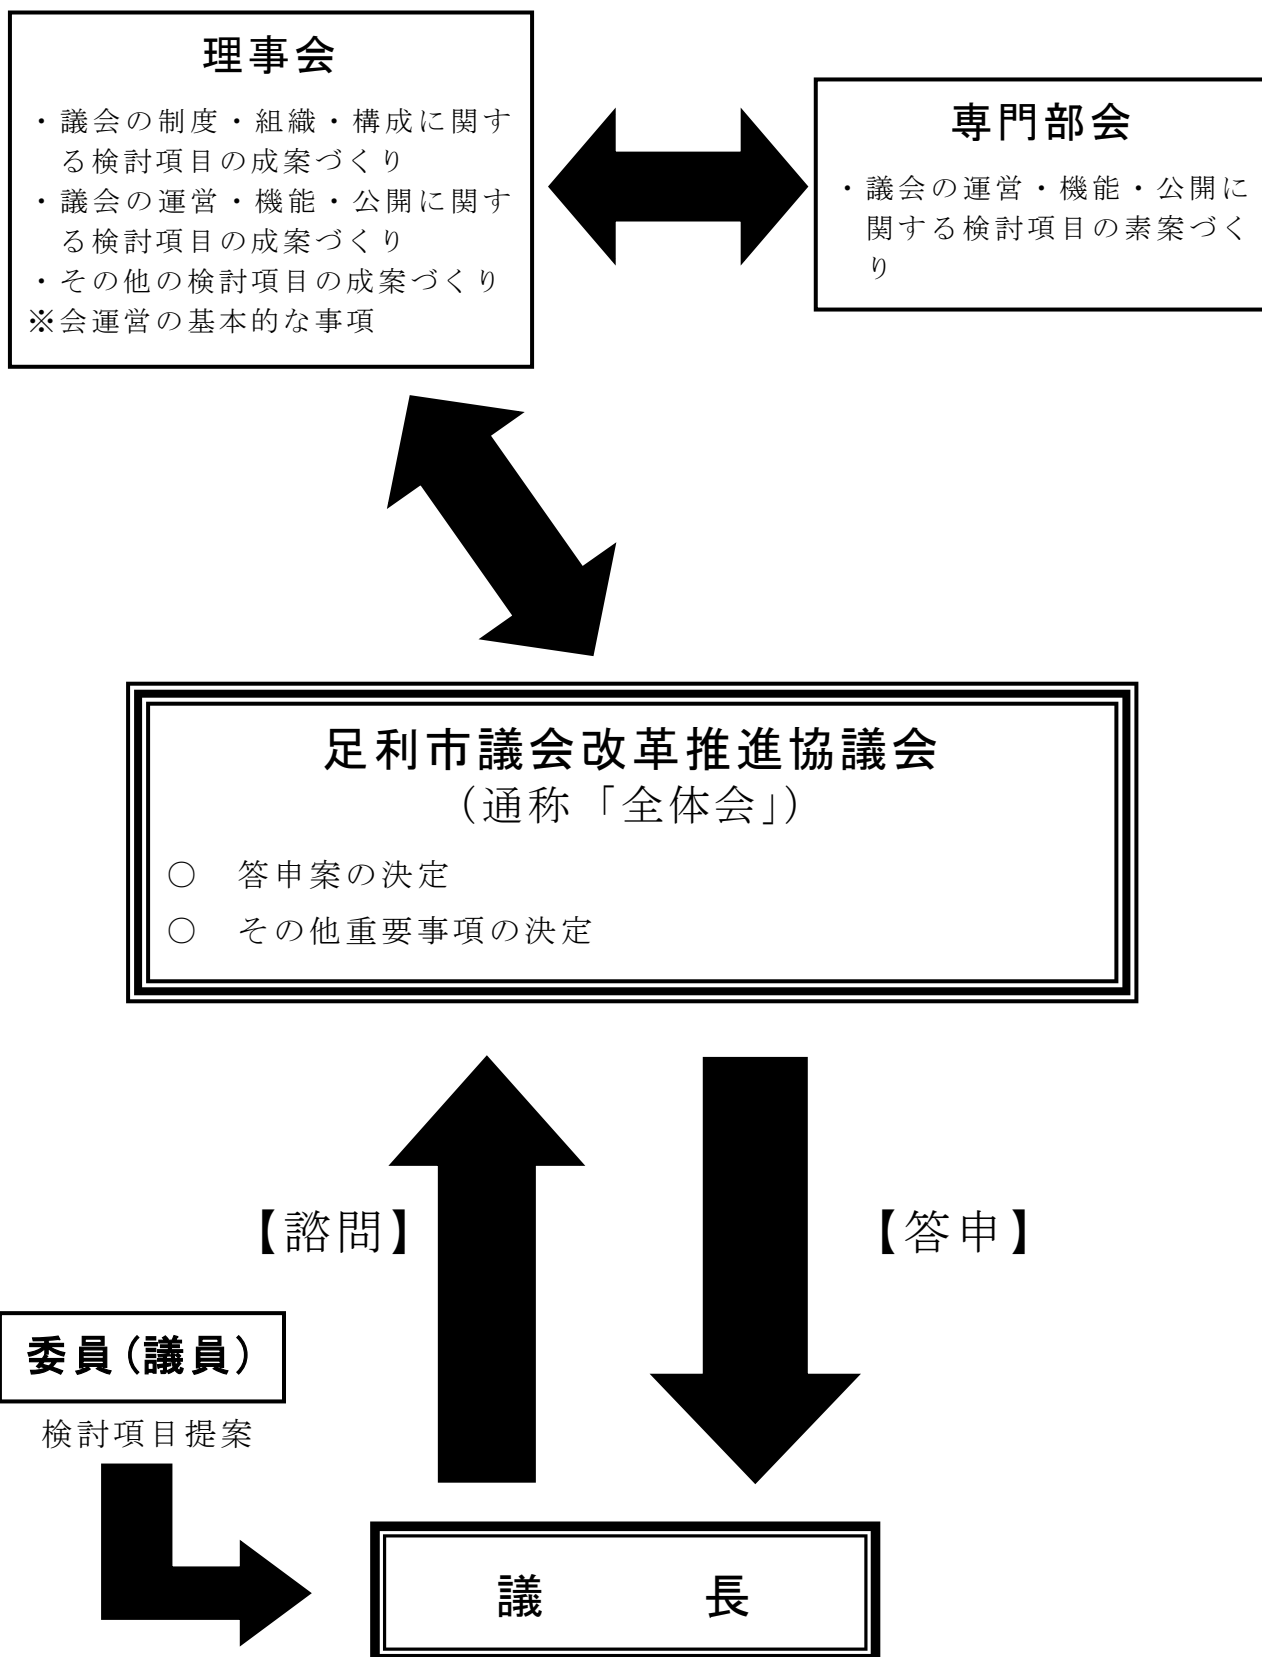 理事会
・議会の制度・組織・構成に関す
る検討項目の成案づくり
・議会の運営・機能・公開に関す
る検討項目の成案づくり
・その他の検討項目の成案づくり
※会運営の基本的な事項
専門部会
・議会の運営・機能・公開に
関する検討項目の素案づく
り
足利市議会改革推進協議会
（通称「全体会」）
○　答申案の決定
○　その他重要事項の決定
【諮問】
【答申】
委員（議員）
検討項目提案
議　　　長